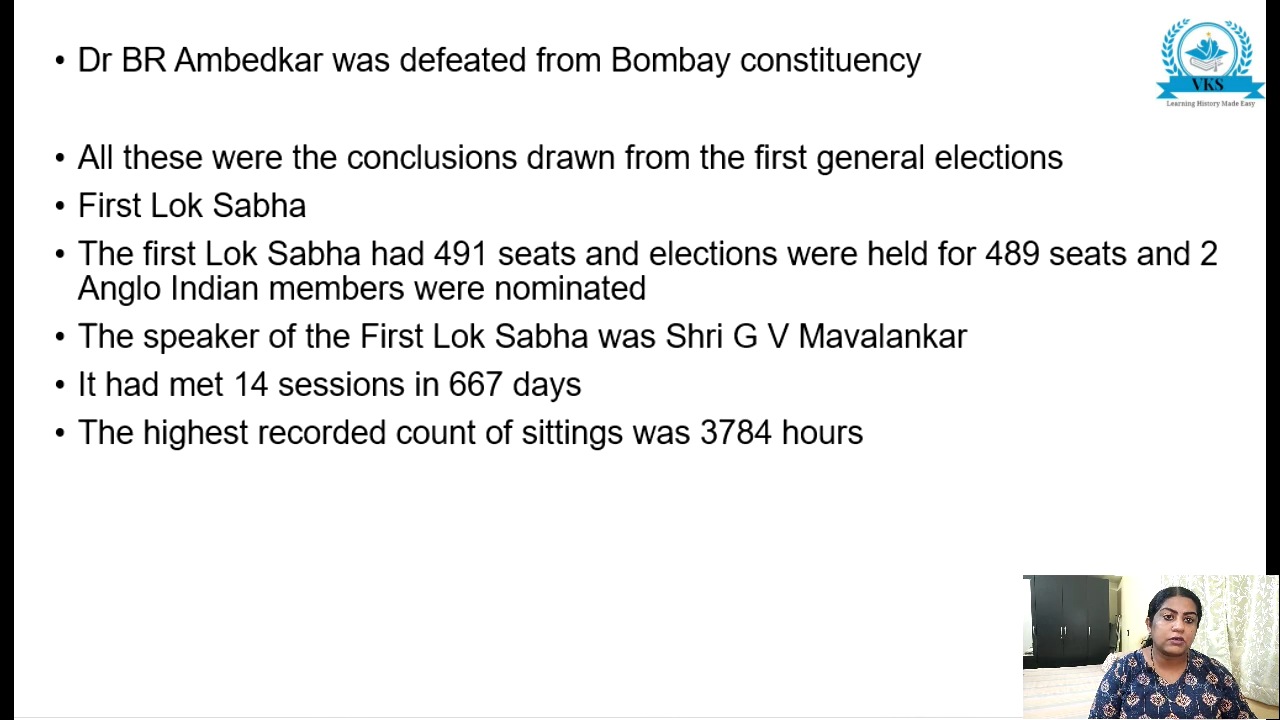 • Dr BR Ambedkar was defeated from Bombay constituency
VKS
Learning History Made Easy
• All these were the conclusions drawn from the first general elections
• First Lok Sabha
• The first Lok Sabha had 491 seats and elections were held for 489 seats and 2
Anglo Indian members were nominated
• The speaker of the First Lok Sabha was Shri G V Mavalankar
• It had met 14 sessions in 667 days
• The highest recorded count of sittings was 3784 hours